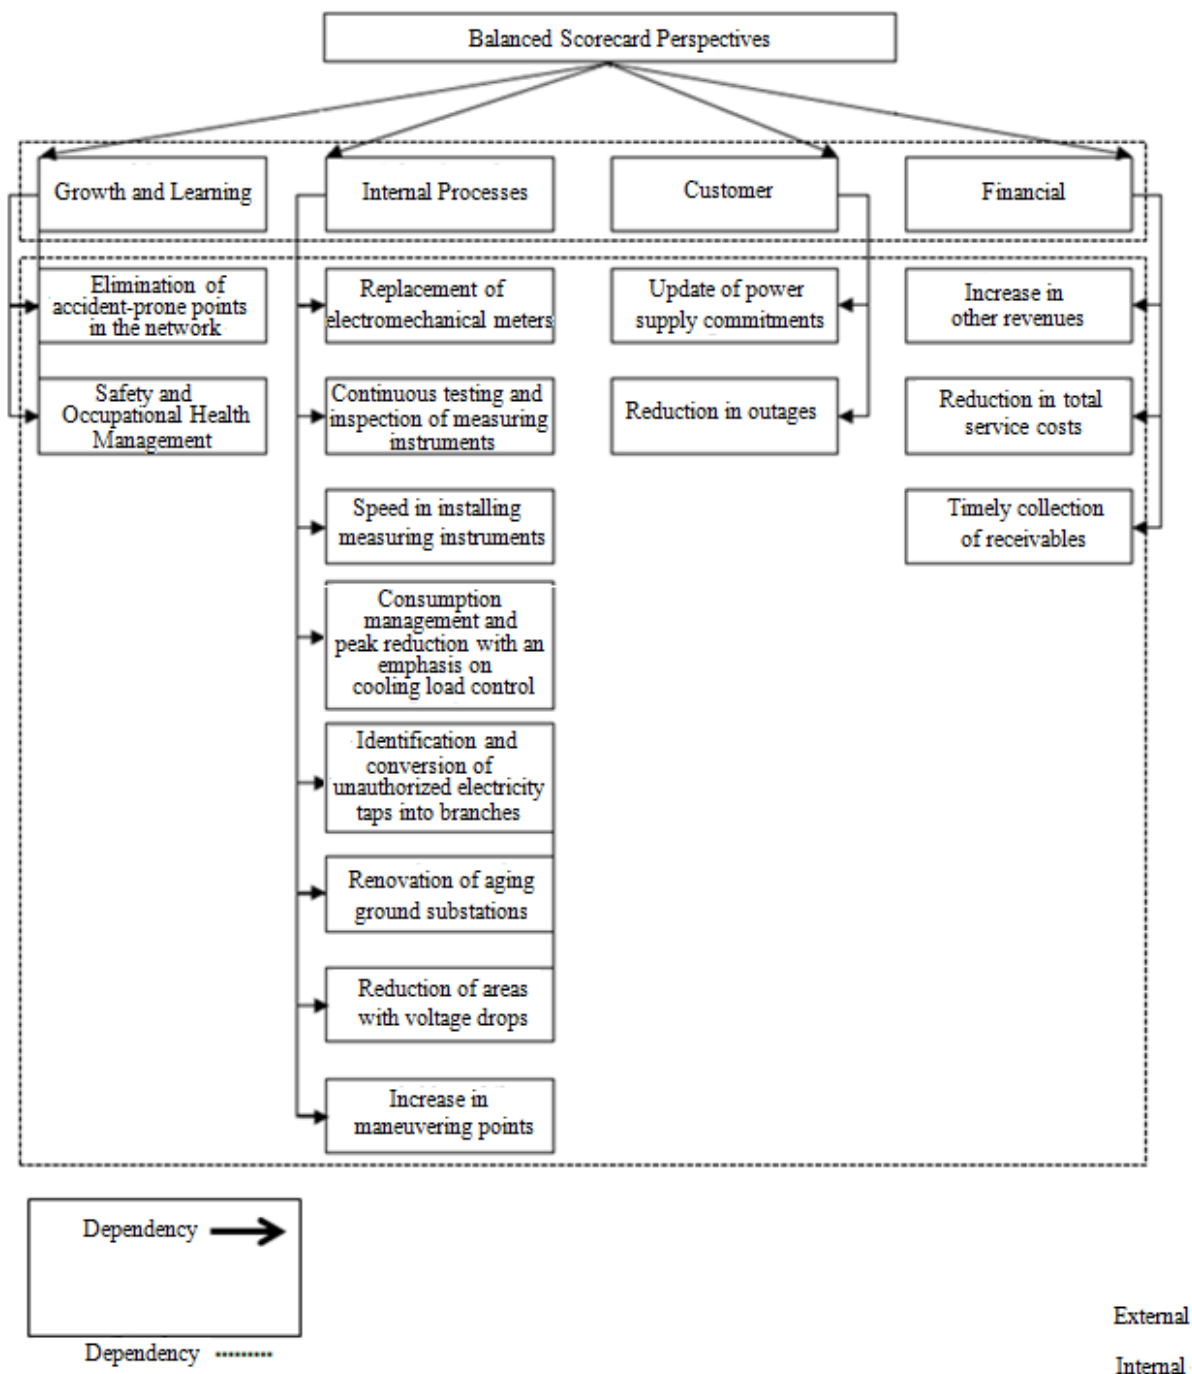 Balanced Scorecard Perspectives
Growth and Learning
Internal Processes
Customer
Financial
Elimination of
accident-prone points
in the network
Safety and
Occupational Health
Management
Replacement of
electromechanical meters
Continuous testing and
inspection of measuring
instruments
Speed in installing
measuring instruments
Consumption
management and
peak reduction with an
emphasis on
cooling load control
Identification and
conversion of
unauthorized electricity
taps into branches
Renovation of aging
ground substations
Reduction of areas
with voltage drops
Increase in
maneuvering points
Update of power
supply commitments
Reduction in outages
Increase in
other revenues
Reduction in total
service costs
Timely collection
of receivables
Dependency
Dependency
External
Internal